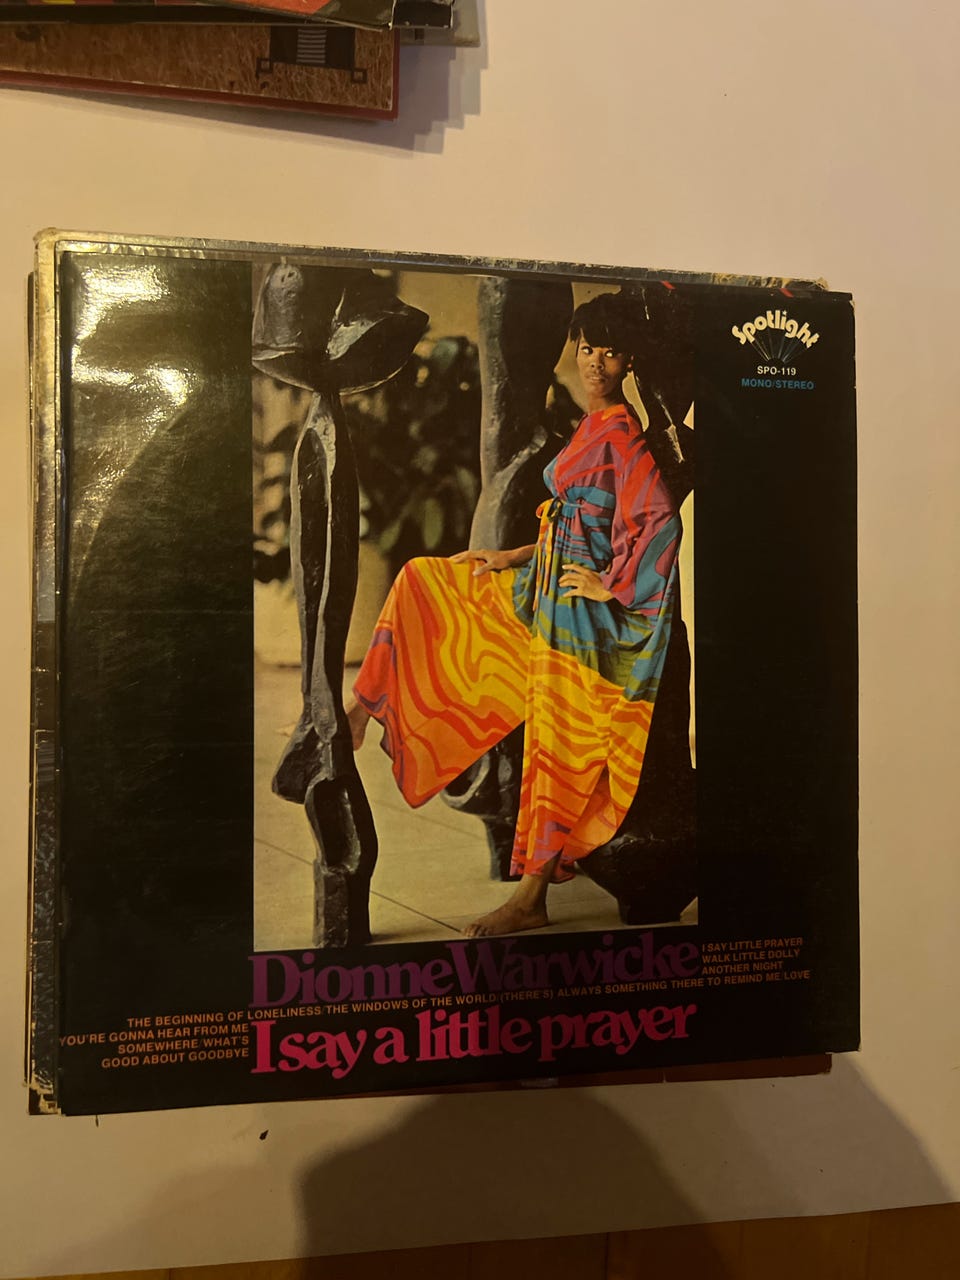 Spotlight
SPO-119
MONO/STEREO
Dionne Warwicke
I SAY LITTLE PRAYER
WALK LITTLE DOLLY
ANOTHER NIGHT
THE BEGINNING OF LONELINESS/THE WINDOWS OF THE WORLD (THERE'S) ALWAYS SOMETHING THERE TO REMIND ME/LOVE
YOU'RE GONNA HEAR FROM ME
SOMEWHERE/WHAT'S
GOOD ABOUT GOODBYE
I say a little prayer